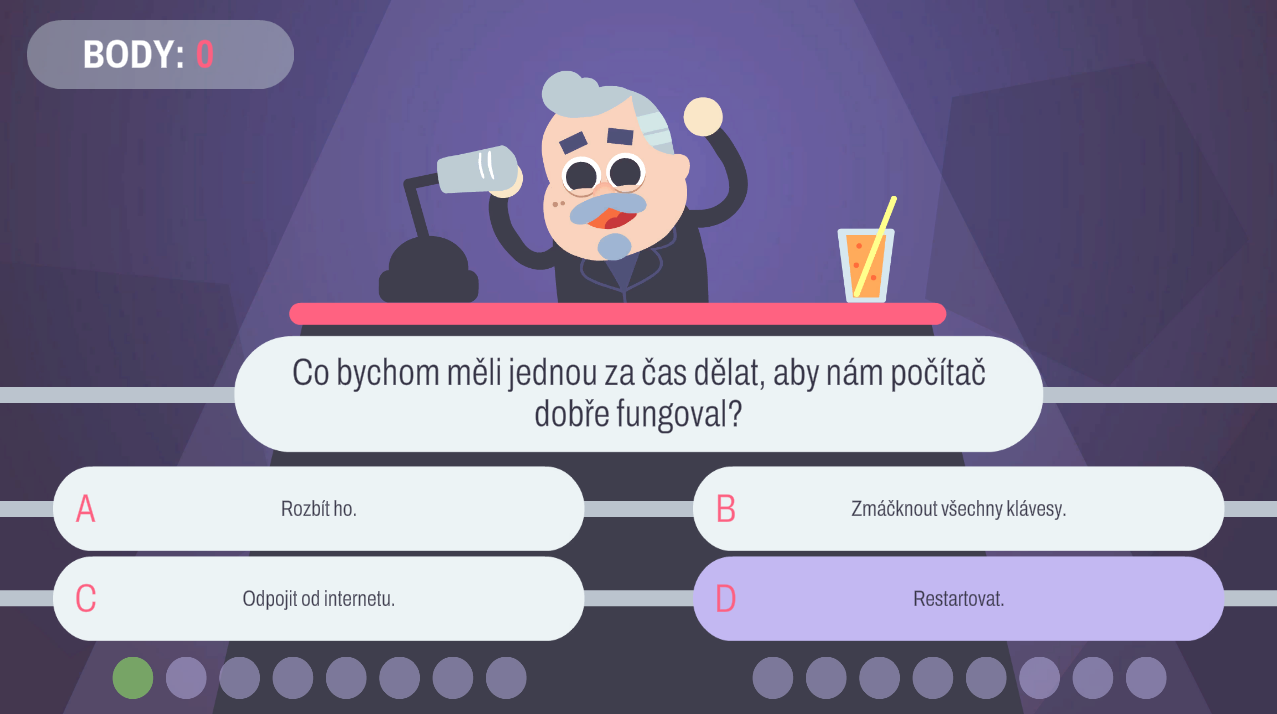 BODY: 0
Co bychom měli jednou za čas dělat, aby nám počítač
dobře fungoval?
A Rozbít ho.
B Zmáčknout všechny klávesy.
C Odpojit od internetu.
D Restartovat.